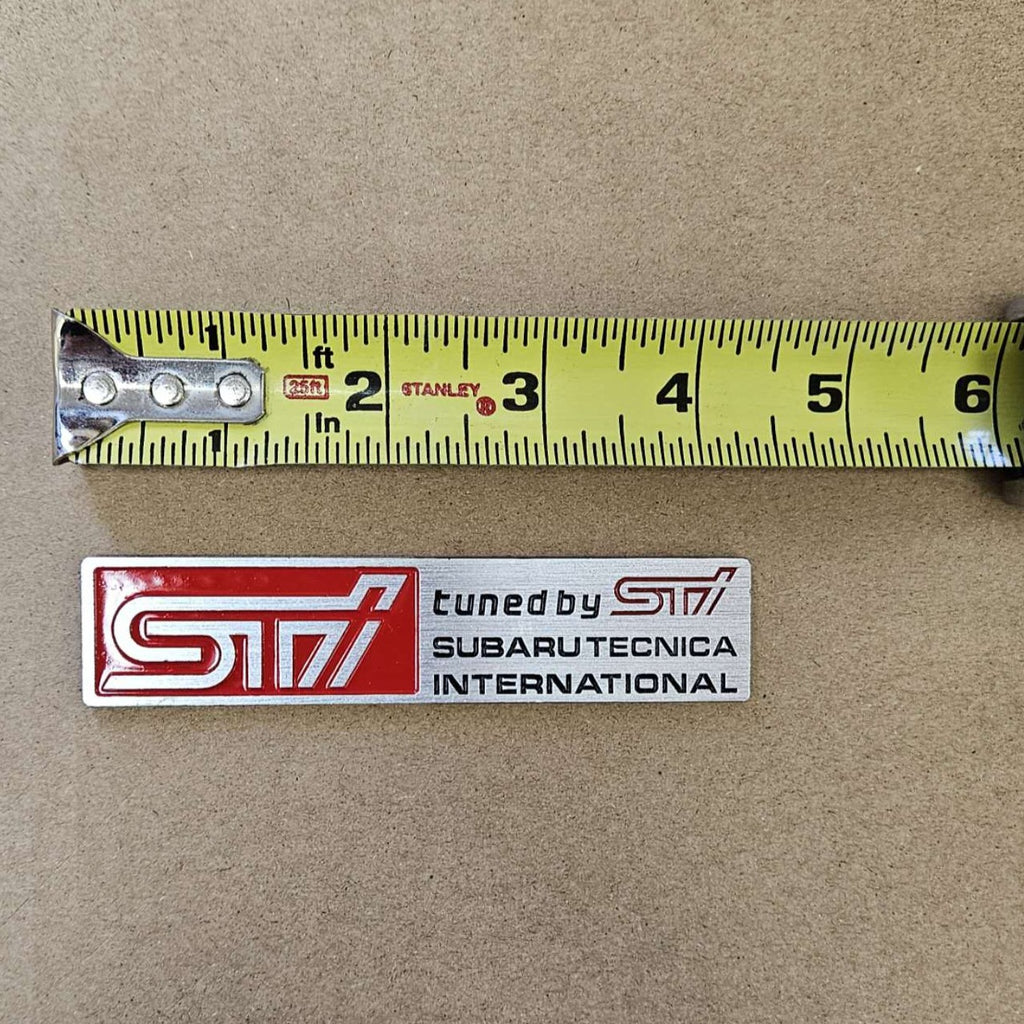 1 ft
25ft 2 STANLEY ® 3 4 5 6
1 in
STI tuned by STI
SUBARU TECNICA
INTERNATIONAL